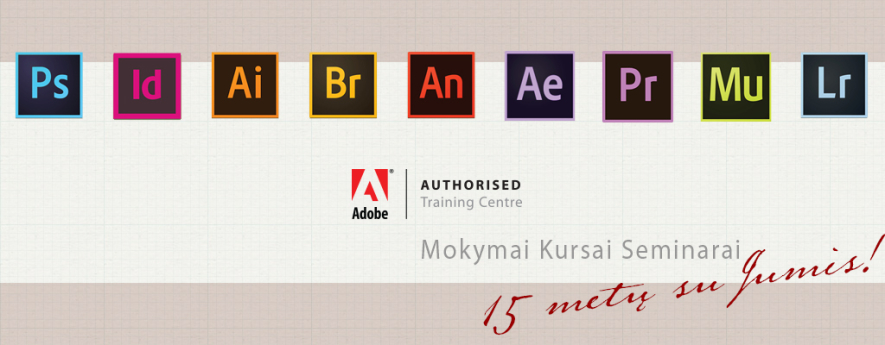 Ps Id Ai Br An Ae Pr Mu Lr
Adobe
AUTHORISED
Training Centre
Mokymai Kursai Seminarai
15 metų su Jumis!